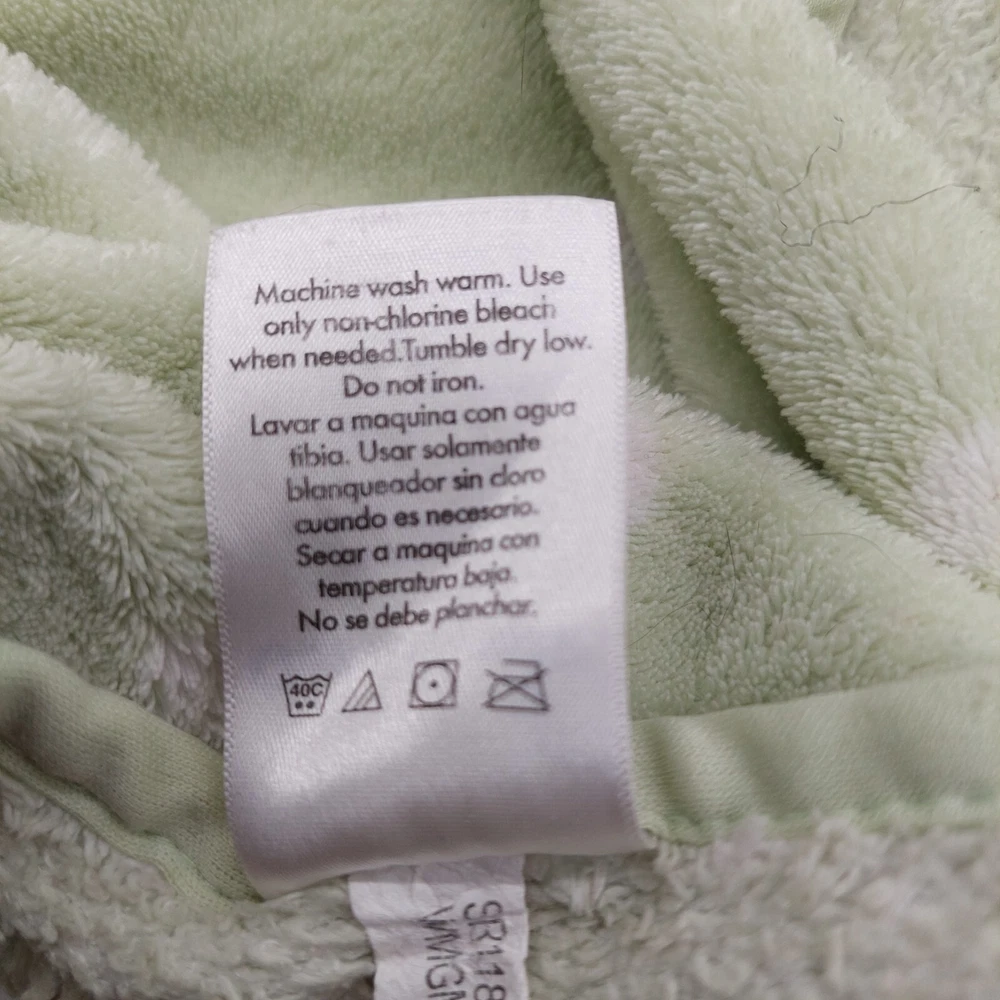 Machine wash warm. Use
only non-chlorine bleach
when needed.Tumble dry low.
Do not iron.
Lavar a maquina con agua
tibia. Usar solamente
blanqueador sin cloro
cuando es necesario.
Secar a maquina con
temperatura baja.
No se debe planchar.
40C
SR118